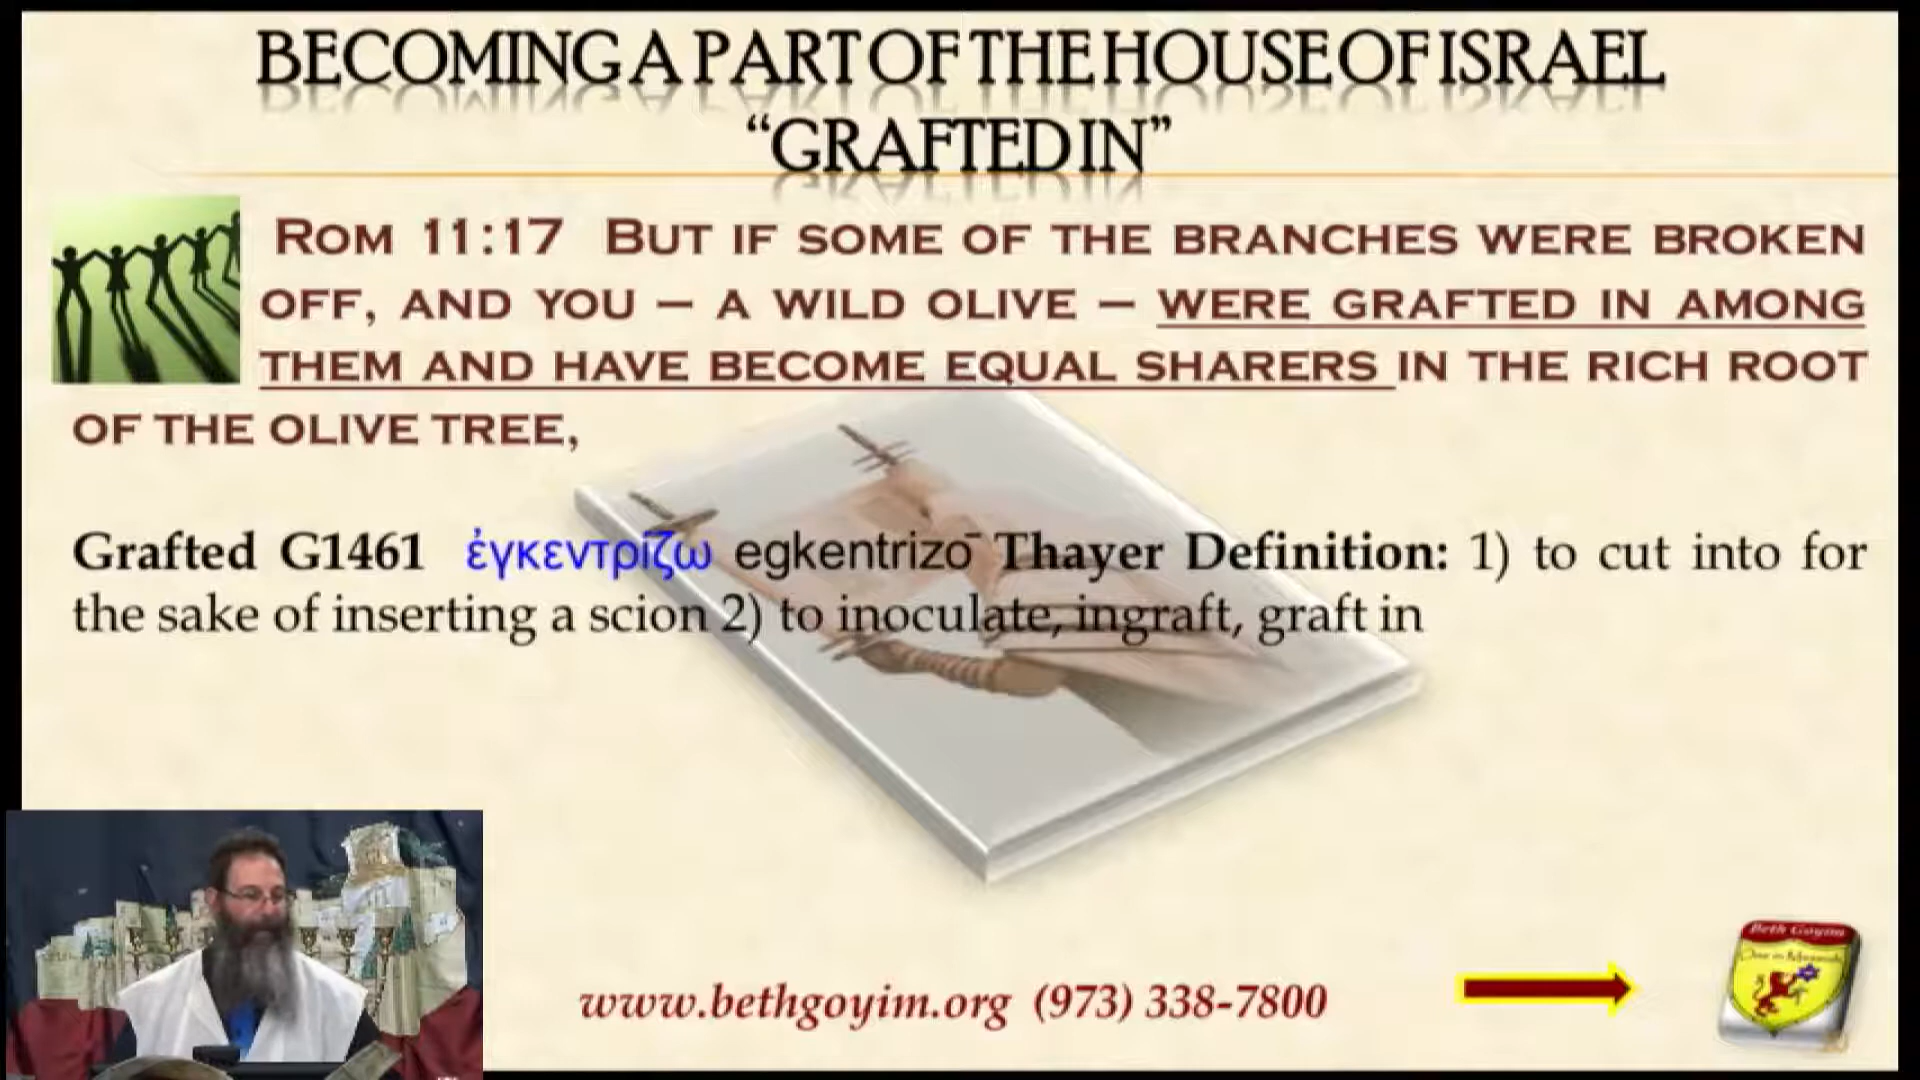 BECOMING A PART OF THE HOUSE OF ISRAEL
“GRAFTED IN”
ROM 11:17 BUT IF SOME OF THE BRANCHES WERE BROKEN
OFF, AND YOU — A WILD OLIVE — WERE GRAFTED IN AMONG
THEM AND HAVE BECOME EQUAL SHARERS IN THE RICH ROOT
OF THE OLIVE TREE,
Grafted G1461 ἐγκεντρίζω egkentrizō Thayer Definition: 1) to cut into for
the sake of inserting a scion 2) to inoculate, ingraft, graft in
www.bethgoyim.org (973) 338-7800
Beth Goyim
One in Messiah